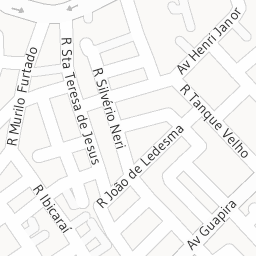 Av Henri Janor
R Murilo Furtado
R Sta Teresa de Jesus
R Silvério Neri
R Tanque Velho
R João de Ledesma
R Ibicaraí
Av Guapira